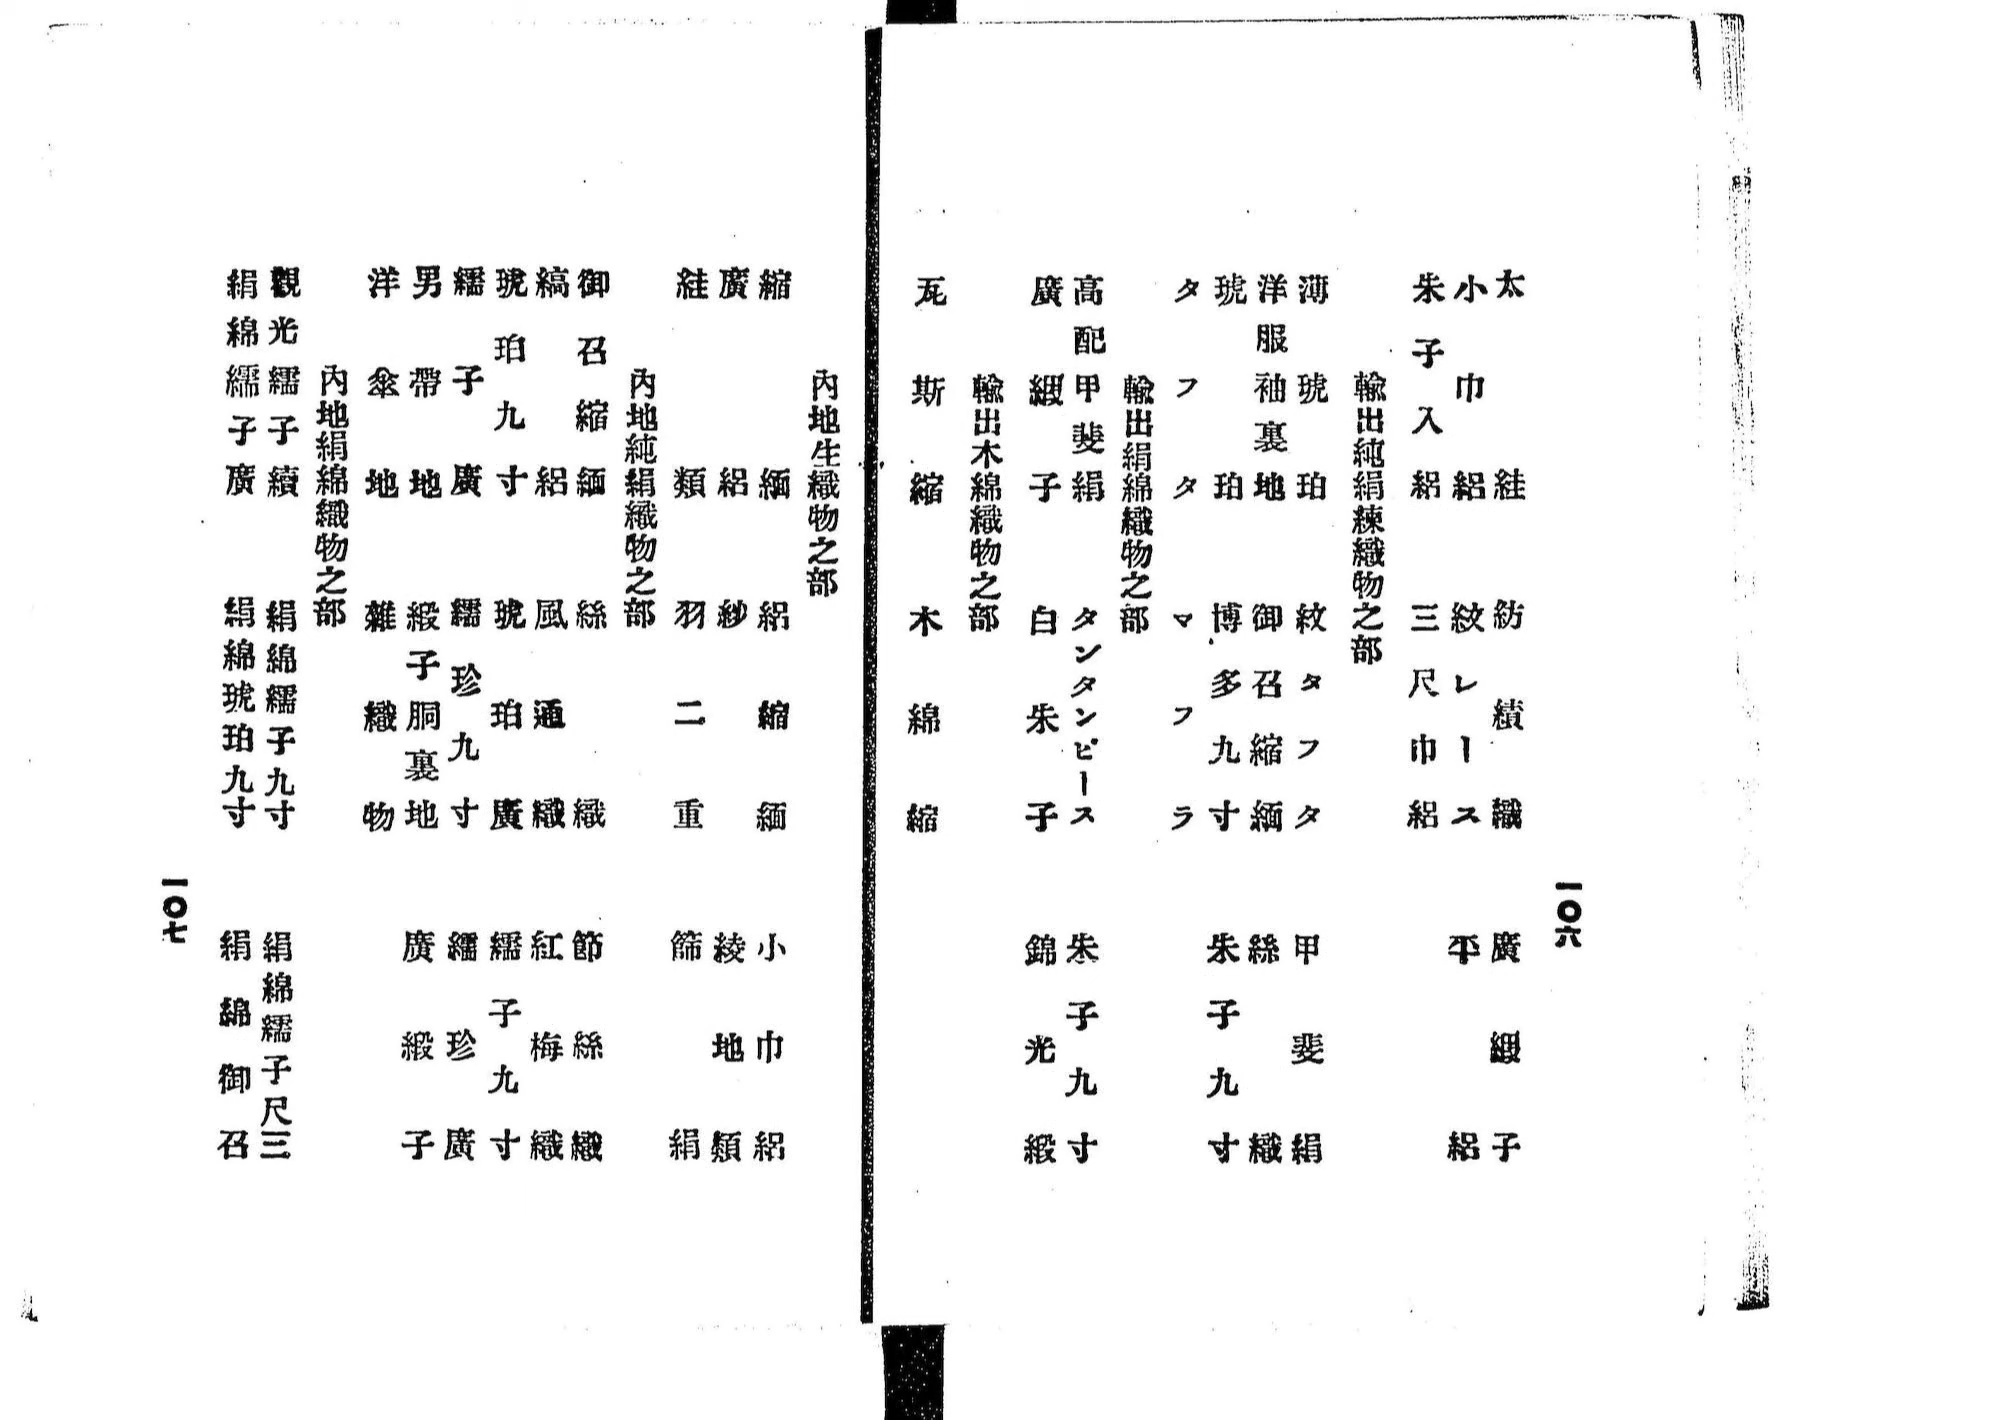 太絓　紡績織　廣緞子
小巾絽　紋レース　平絽
朱子入絽　三尺巾絽
輸出純絹練織物之部
薄琥珀　紋タフタ　甲斐絹
洋服袖裏地　御召縮緬　絲織
琥珀　博多九寸　朱子九寸
タフタ　マフラ
輸出絹綿織物之部
高配甲斐絹　タンタンピース　朱子九寸
廣緞子　白朱子　錦光緞
輸出木綿織物之部
瓦斯縮　木綿縮
一〇六
內地生織物之部
縮緬　絽縮緬　小巾絽
廣絽　紗　綾地類
絓類　羽二重　篩絹
內地純絹織物之部
御召縮緬　絲織　節絲織
縞絽　風通織　紅梅織
琥珀九寸　琥珀廣　繻子九寸
繻子廣　繻珍九寸　繻珍廣
男帶地　緞子胴裏地　廣緞子
洋傘地　雜織物
內地絹綿織物之部
觀光繻子續　絹綿繻子九寸　絹綿繻子尺三
絹綿繻子廣　絹綿琥珀九寸　絹綿御召
一〇七